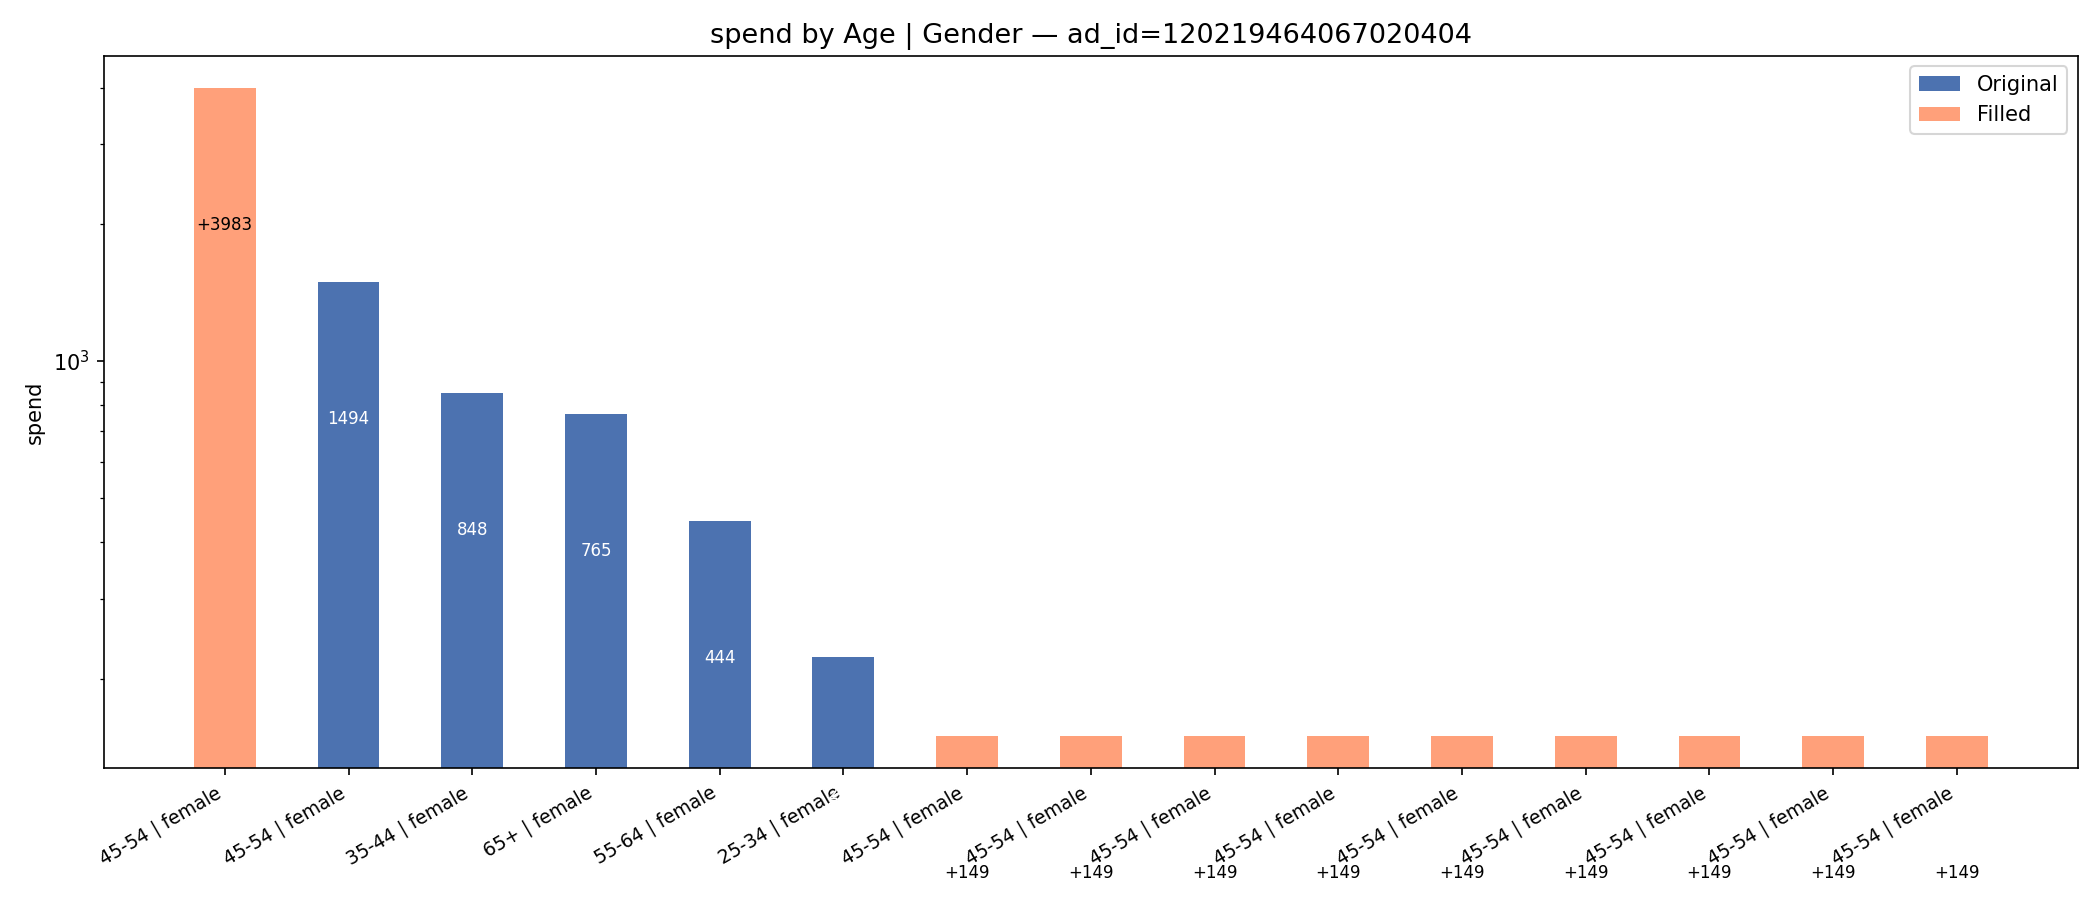 spend by Age | Gender — ad_id=120219464067020404
Original
Filled
spend
10³
+3983
1494
848
765
444
45-54 | female
45-54 | female
35-44 | female
65+ | female
55-64 | female
25-34 | female
45-54 | female
45-54 | female
45-54 | female
45-54 | female
45-54 | female
45-54 | female
45-54 | female
45-54 | female
45-54 | female
+149
+149
+149
+149
+149
+149
+149
+149
+149